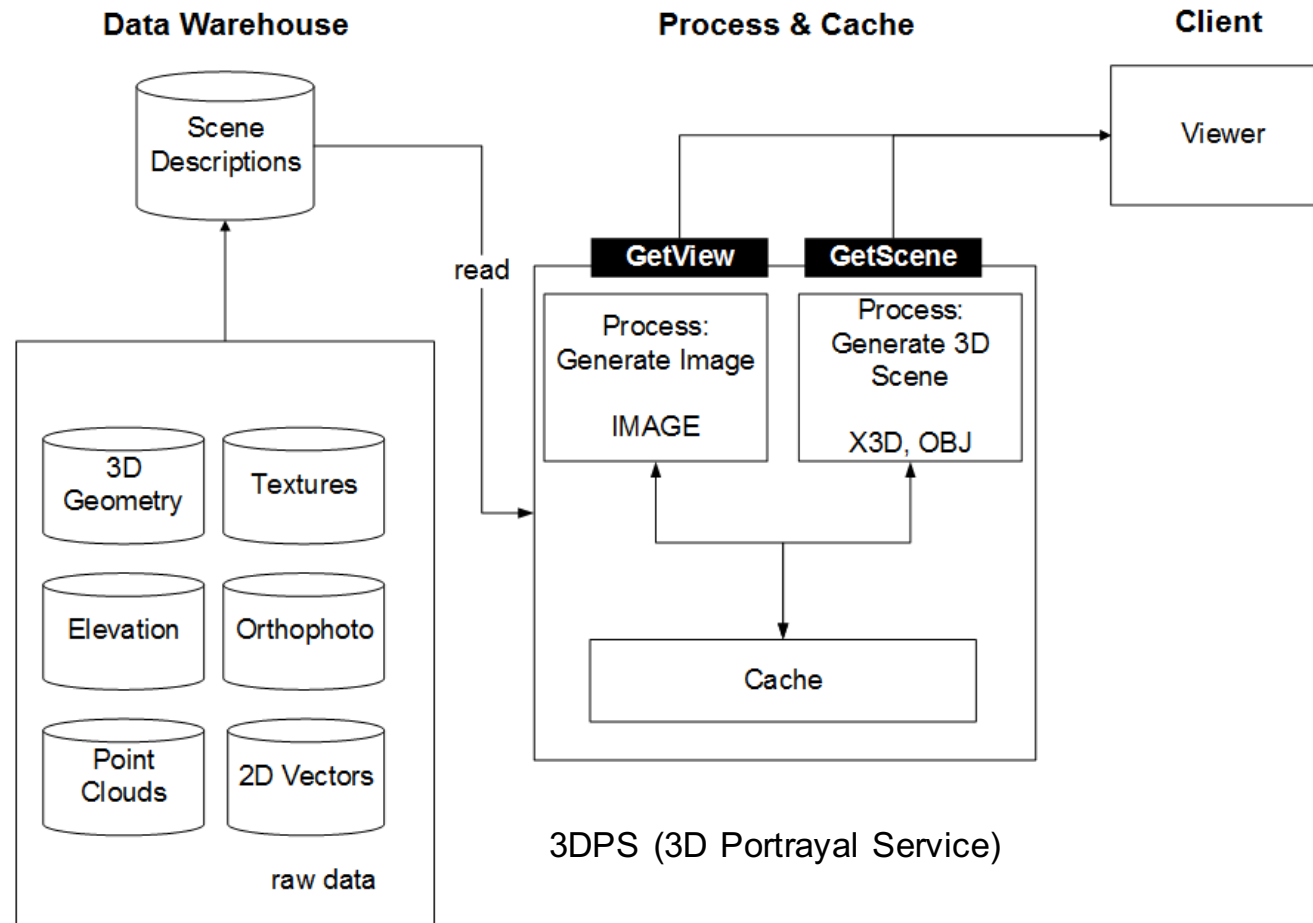 Data Warehouse
Process & Cache
Client
Scene
Descriptions
Viewer
read
GetView
GetScene
Process:
Generate Image
IMAGE
Process:
Generate 3D
Scene
X3D, OBJ
3D
Geometry
Textures
Elevation
Orthophoto
Cache
Point
Clouds
2D Vectors
raw data
3DPS (3D Portrayal Service)